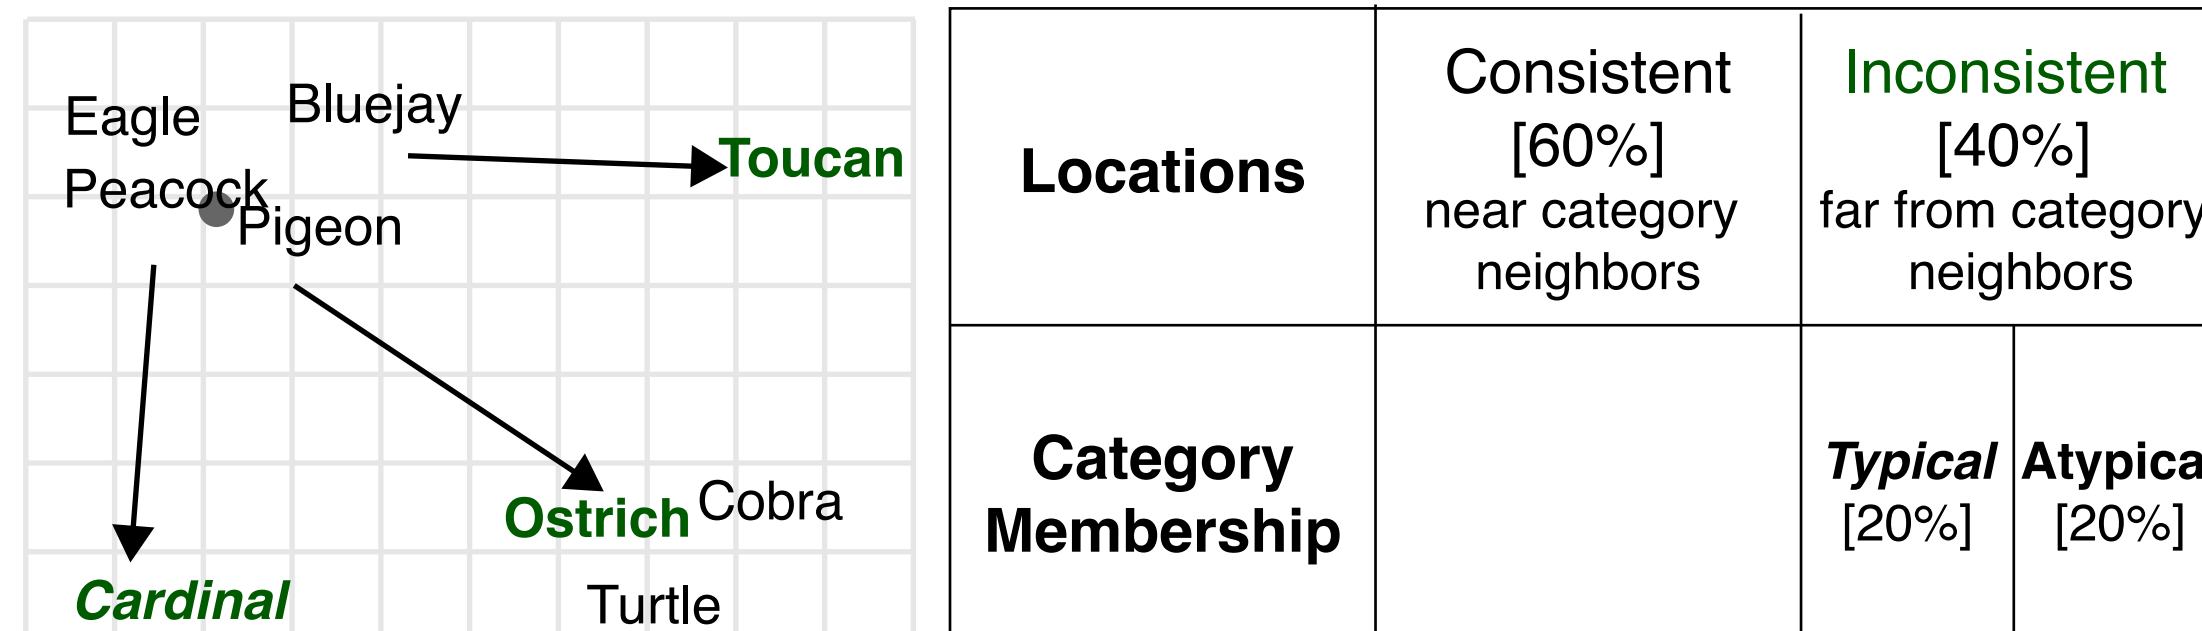 Eagle
Bluejay
Toucan
Peacock
Pigeon
Ostrich
Cobra
Cardinal
Turtle
Locations
Consistent
[60%]
near category
neighbors
Inconsistent
[40%]
far from category
neighbors
Category
Membership
Typical
[20%]
Atypica
[20%]